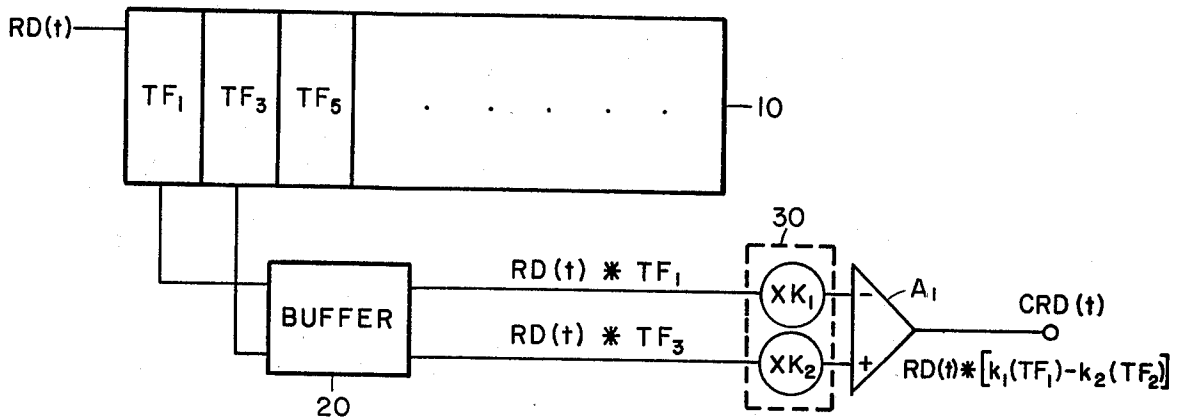 RD(t)
TF₁ TF₃ TF₅ . . . . .
10
30
RD(t) * TF₁
XK₁
-
A₁
CRD(t)
BUFFER
RD(t) * TF₃
XK₂
+
RD(t)*[k₁(TF₁)-k₂(TF₂)]
20